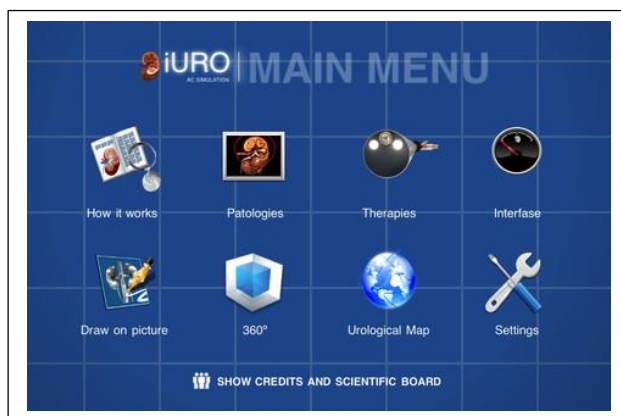 iURO
AC SIMULATION
MAIN MENU
How it works
Patologies
Therapies
Interfase
Draw on picture
360º
Urological Map
Settings
SHOW CREDITS AND SCIENTIFIC BOARD